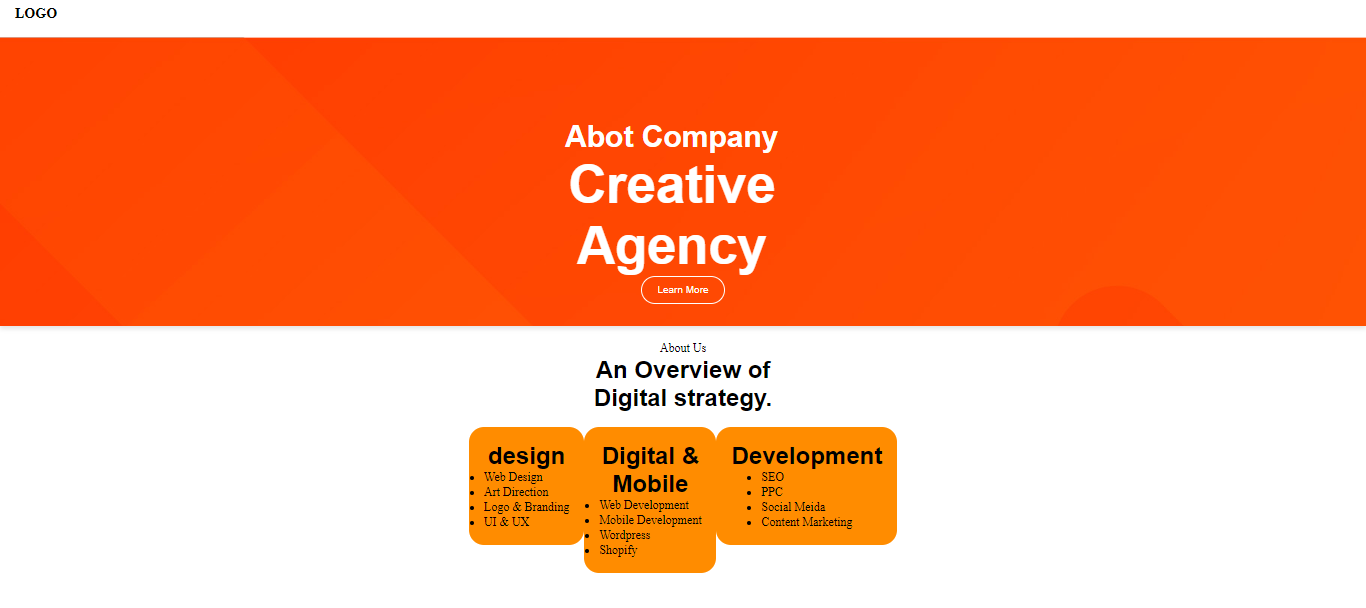 LOGO
Abot Company
Creative
Agency
Learn More
About Us
An Overview of
Digital strategy.
design
Web Design
Art Direction
Logo & Branding
UI & UX
Digital &
Mobile
Web Development
Mobile Development
Wordpress
Shopify
Development
SEO
PPC
Social Meida
Content Marketing